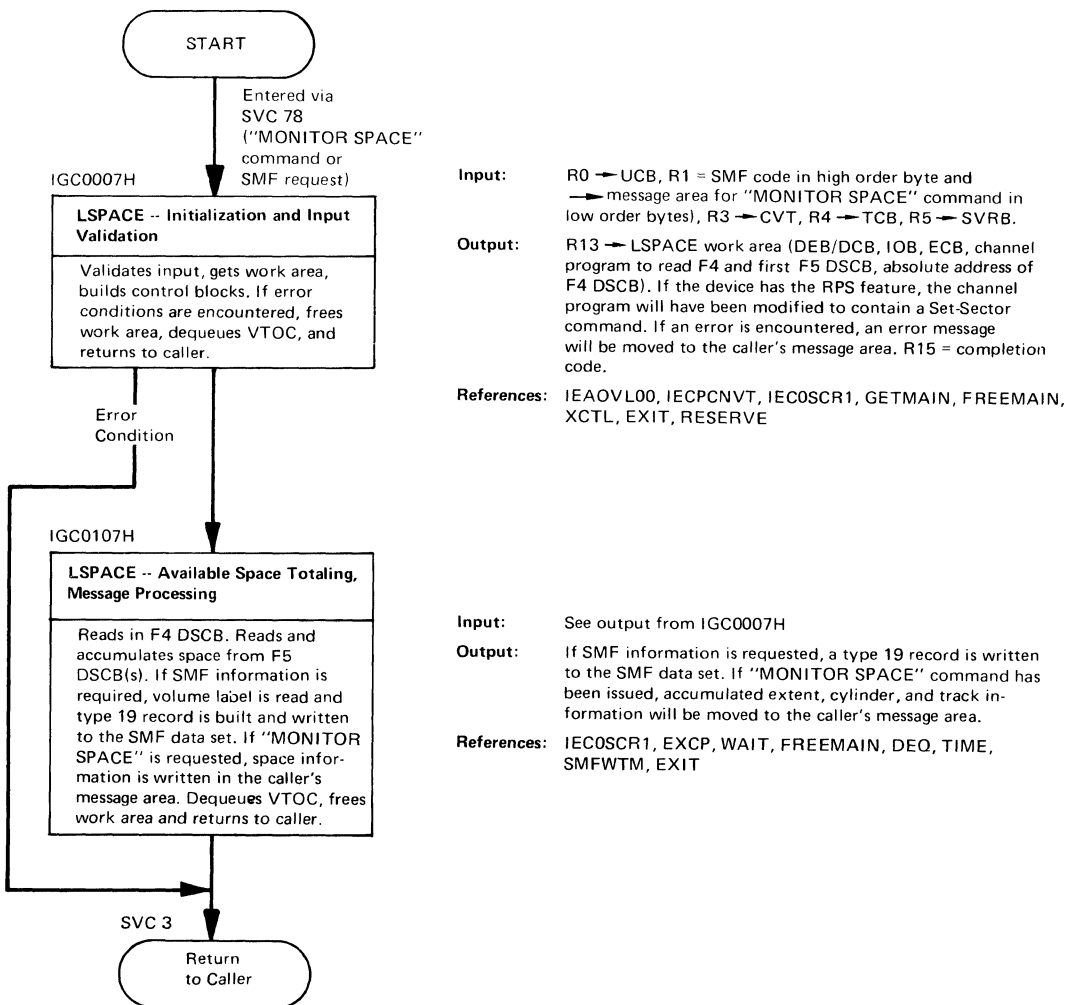 START
Entered via
SVC 78
("MONITOR SPACE"
command or
SMF request)
IGC0007H
LSPACE -- Initialization and Input
Validation
Validates input, gets work area,
builds control blocks. If error
conditions are encountered, frees
work area, dequeues VTOC, and
returns to caller.
Input: R0 → UCB, R1 = SMF code in high order byte and
→ message area for "MONITOR SPACE" command in
low order bytes), R3 → CVT, R4 → TCB, R5 → SVRB.
Output: R13 → LSPACE work area (DEB/DCB, IOB, ECB, channel
program to read F4 and first F5 DSCB, absolute address of
F4 DSCB). If the device has the RPS feature, the channel
program will have been modified to contain a Set-Sector
command. If an error is encountered, an error message
will be moved to the caller's message area. R15 = completion
code.
References: IEAOVL00, IECPCNVT, IEC0SCR1, GETMAIN, FREEMAIN,
XCTL, EXIT, RESERVE
Error
Condition
IGC0107H
LSPACE -- Available Space Totaling,
Message Processing
Reads in F4 DSCB. Reads and
accumulates space from F5
DSCB(s). If SMF information is
required, volume label is read and
type 19 record is built and written
to the SMF data set. If "MONITOR
SPACE" is requested, space infor-
mation is written in the caller's
message area. Dequeues VTOC, frees
work area and returns to caller.
Input: See output from IGC0007H
Output: If SMF information is requested, a type 19 record is written
to the SMF data set. If "MONITOR SPACE" command has
been issued, accumulated extent, cylinder, and track in-
formation will be moved to the caller's message area.
References: IEC0SCR1, EXCP, WAIT, FREEMAIN, DEQ, TIME,
SMFWTM, EXIT
SVC 3
Return
to Caller